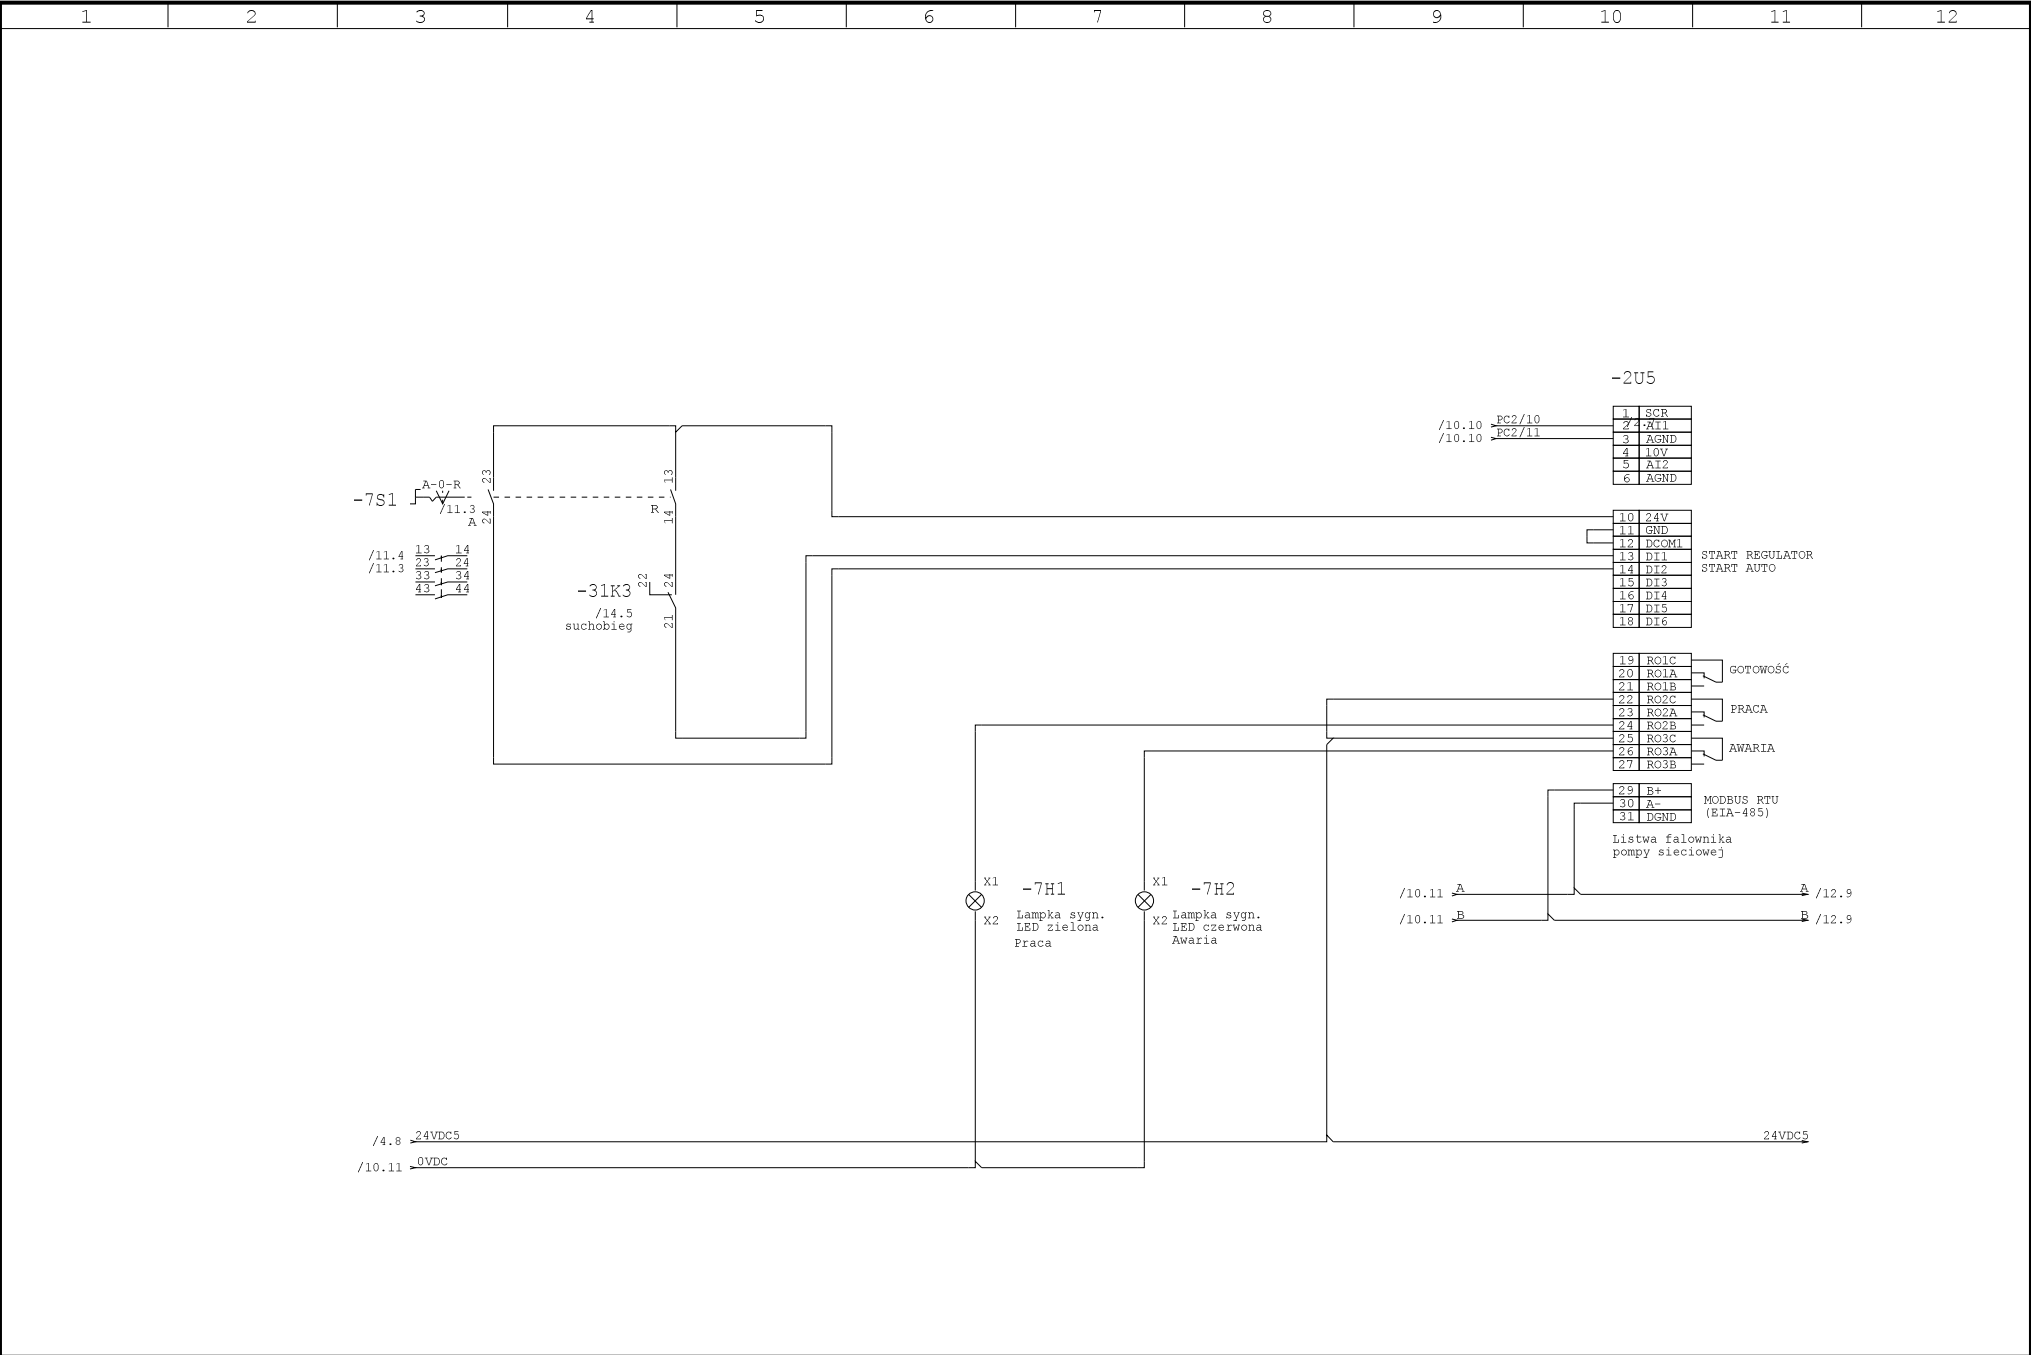 1 2 3 4 5 6 7 8 9 10 11 12
-2U5
1 SCR
/10.10 PC2/10 2 AI1
/10.10 PC2/11 3 AGND
4 10V
5 AI2
6 AGND
23 13
-7S1 A-0-R
/11.3
A 24 R 14
10 24V
11 GND
12 DCOM1
13 DI1 START REGULATOR
14 DI2 START AUTO
15 DI3
16 DI4
17 DI5
18 DI6
/11.4 13 14
/11.3 23 24
33 34
43 44
22 24
-31K3
/14.5
suchobieg 21
19 RO1C
20 RO1A GOTOWOŚĆ
21 RO1B
22 RO2C
23 RO2A PRACA
24 RO2B
25 RO3C
26 RO3A AWARIA
27 RO3B
29 B+
30 A- MODBUS RTU
31 DGND (EIA-485)
Listwa falownika
pompy sieciowej
X1 -7H1
X2 Lampka sygn.
LED zielona
Praca
X1 -7H2
X2 Lampka sygn.
LED czerwona
Awaria
/10.11 A A /12.9
/10.11 B B /12.9
/4.8 24VDC5 24VDC5
/10.11 0VDC